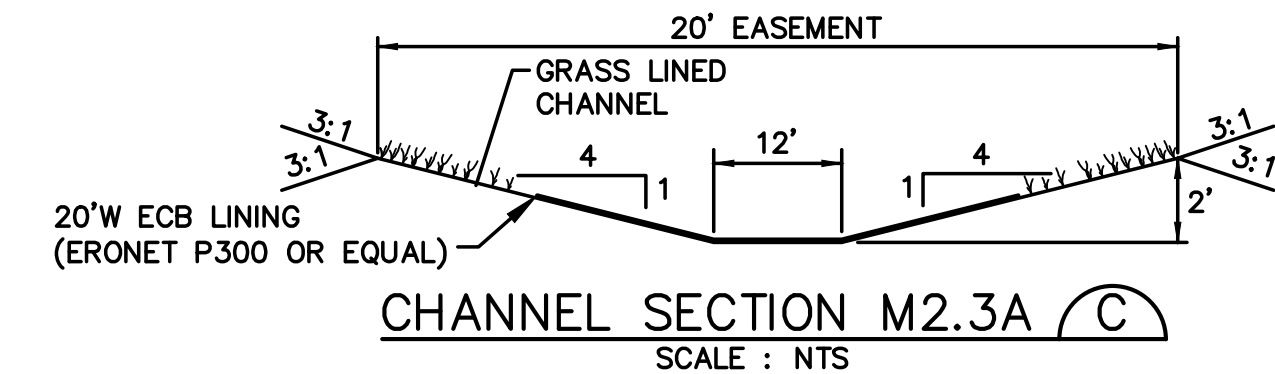 20' EASEMENT
GRASS LINED
CHANNEL
3:1
3:1
4
1
12'
4
1
3:1
3:1
2'
20'W ECB LINING
(ERONET P300 OR EQUAL)
CHANNEL SECTION M2.3A C
SCALE : NTS